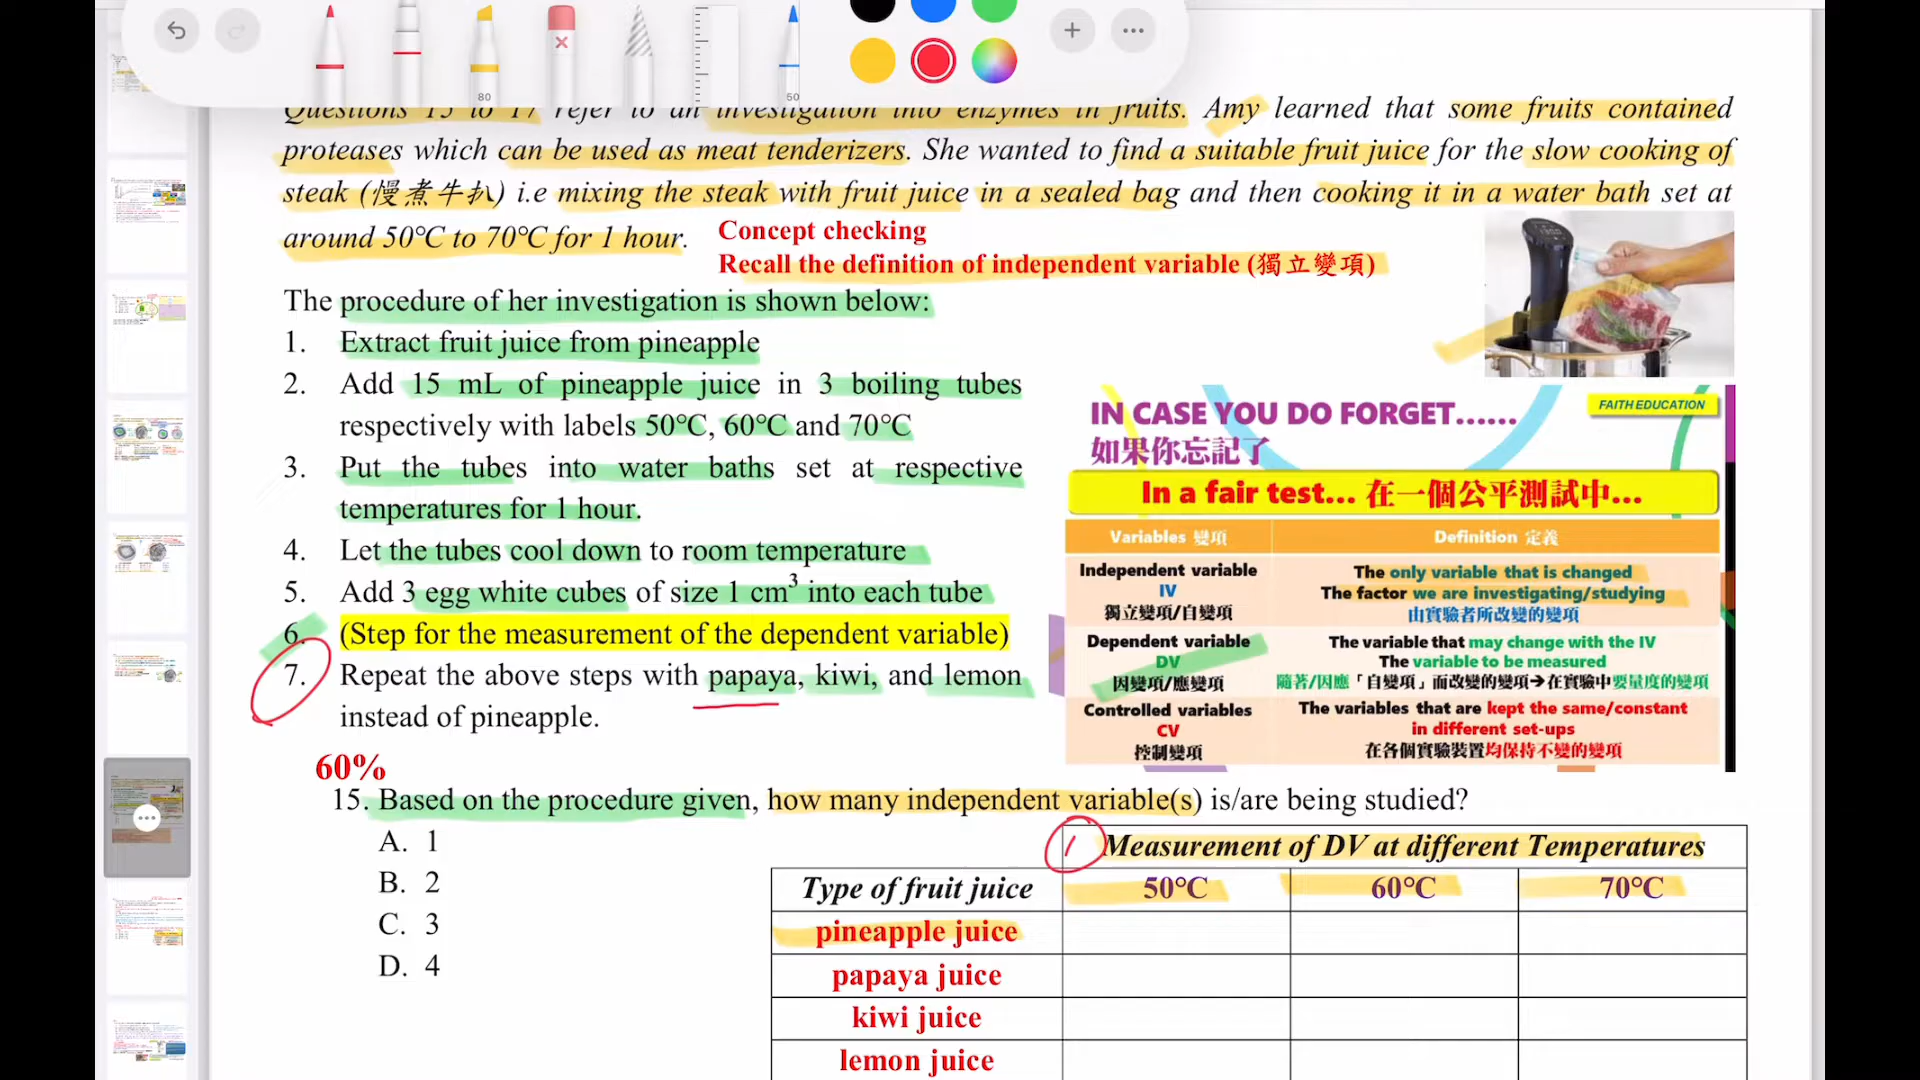 80
50
Questions 15 to 17 refer to an investigation into enzymes in fruits. Amy learned that some fruits contained
proteases which can be used as meat tenderizers. She wanted to find a suitable fruit juice for the slow cooking of
steak (慢煮牛扒) i.e mixing the steak with fruit juice in a sealed bag and then cooking it in a water bath set at
around 50℃ to 70℃ for 1 hour.
Concept checking
Recall the definition of independent variable (獨立變項)
The procedure of her investigation is shown below:
1. Extract fruit juice from pineapple
2. Add 15 mL of pineapple juice in 3 boiling tubes
respectively with labels 50℃, 60℃ and 70℃
3. Put the tubes into water baths set at respective
temperatures for 1 hour.
4. Let the tubes cool down to room temperature
5. Add 3 egg white cubes of size 1 cm³ into each tube
6. (Step for the measurement of the dependent variable)
7. Repeat the above steps with papaya, kiwi, and lemon
instead of pineapple.
IN CASE YOU DO FORGET......
FAITH EDUCATION
如果你忘記了
In a fair test... 在一個公平測試中...
Variables 變項 Definition 定義
Independent variable
IV
獨立變項/自變項
The only variable that is changed
The factor we are investigating/studying
由實驗者所改變的變項
Dependent variable
DV
因變項/應變項
The variable that may change with the IV
The variable to be measured
隨著/因應「自變項」而改變的變項→在實驗中要量度的變項
Controlled variables
CV
控制變項
The variables that are kept the same/constant
in different set-ups
在各個實驗裝置均保持不變的變項
60%
15. Based on the procedure given, how many independent variable(s) is/are being studied?
A. 1
B. 2
C. 3
D. 4
1
Measurement of DV at different Temperatures
Type of fruit juice 50℃ 60℃ 70℃
pineapple juice
papaya juice
kiwi juice
lemon juice